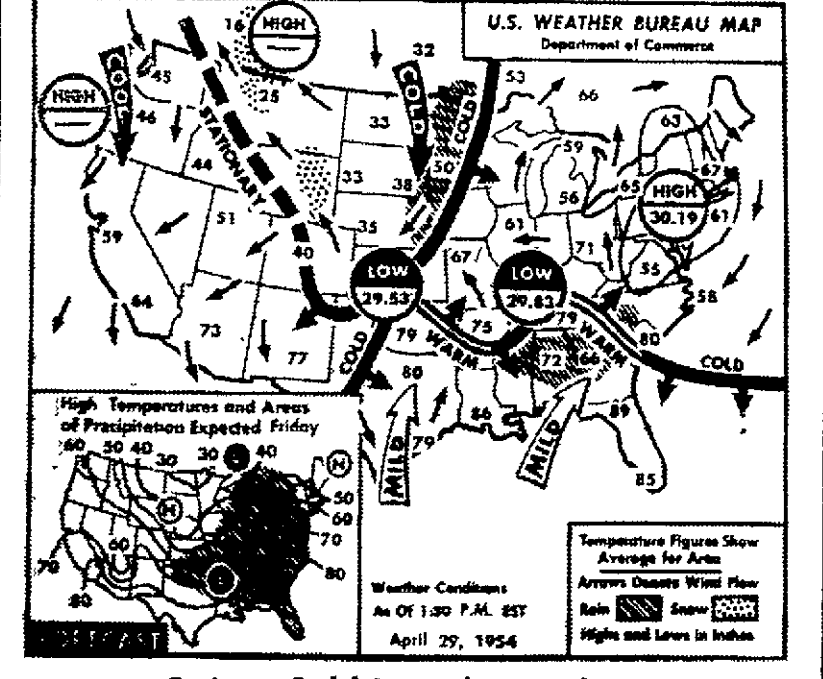 U.S. WEATHER BUREAU MAP
Department of Commerce
16
HIGH
32
COLD
45
HIGH
46
25
STATIONARY
44
COLD
33
COLD
53
66
63
59
67
50
33
38
56
65
HIGH
30.19
61
51
59
35
61
71
40
67
LOW
29.53
LOW
29.83
55
58
64
73
77
COLD
79
WARM
75
79
WARM
72
66
80
COLD
80
86
89
79
MILD
MILD
85
High Temperatures and Areas
of Precipitation Expected Friday
60 50 40 30 30 40
H
H
50
60
70
60
70
80
80
FORECAST
Weather Conditions
As Of 1:30 P.M. EST
April 29, 1954
Temperature Figures Show
Average for Area
Arrows Denote Wind Flow
Rain Snow
Highs and Lows in Inches